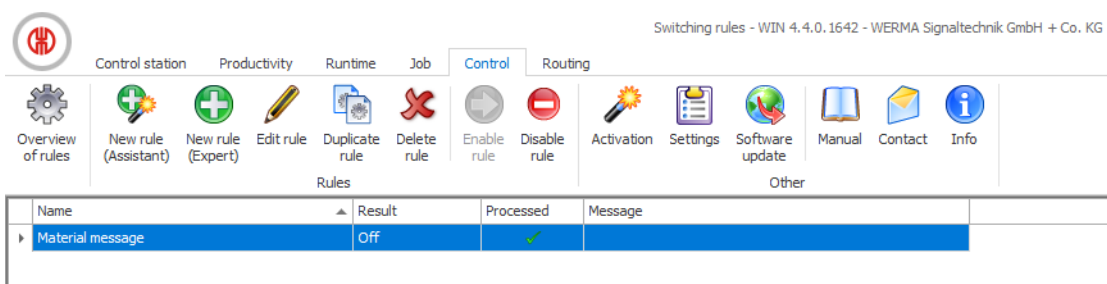 Switching rules - WIN 4.4.0.1642 - WERMA Signaltechnik GmbH + Co. KG
Control station Productivity Runtime Job Control Routing
Overview of rules
New rule (Assistant)
New rule (Expert)
Edit rule
Duplicate rule
Delete rule
Enable rule
Disable rule
Activation
Settings
Software update
Manual
Contact
Info
Rules
Other
Name Result Processed Message
Material message Off